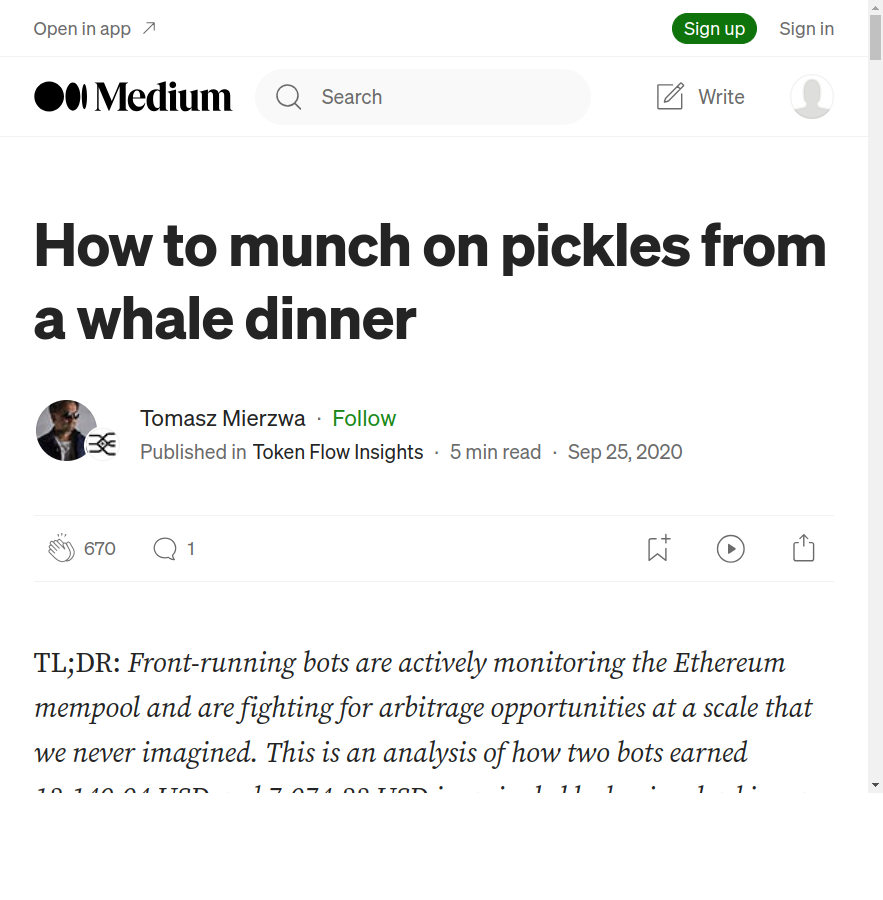 Open in app
Sign up
Sign in
Medium
Search
Write
How to munch on pickles from
a whale dinner
Tomasz Mierzwa · Follow
Published in Token Flow Insights · 5 min read · Sep 25, 2020
670
1
TL;DR: Front-running bots are actively monitoring the Ethereum
mempool and are fighting for arbitrage opportunities at a scale that
we never imagined. This is an analysis of how two bots earned